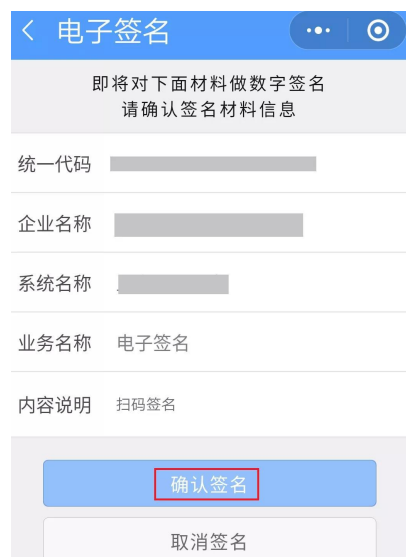 电子签名
即将对下面材料做数字签名
请确认签名材料信息
统一代码
企业名称
系统名称
业务名称 电子签名
内容说明 扫码签名
确认签名
取消签名